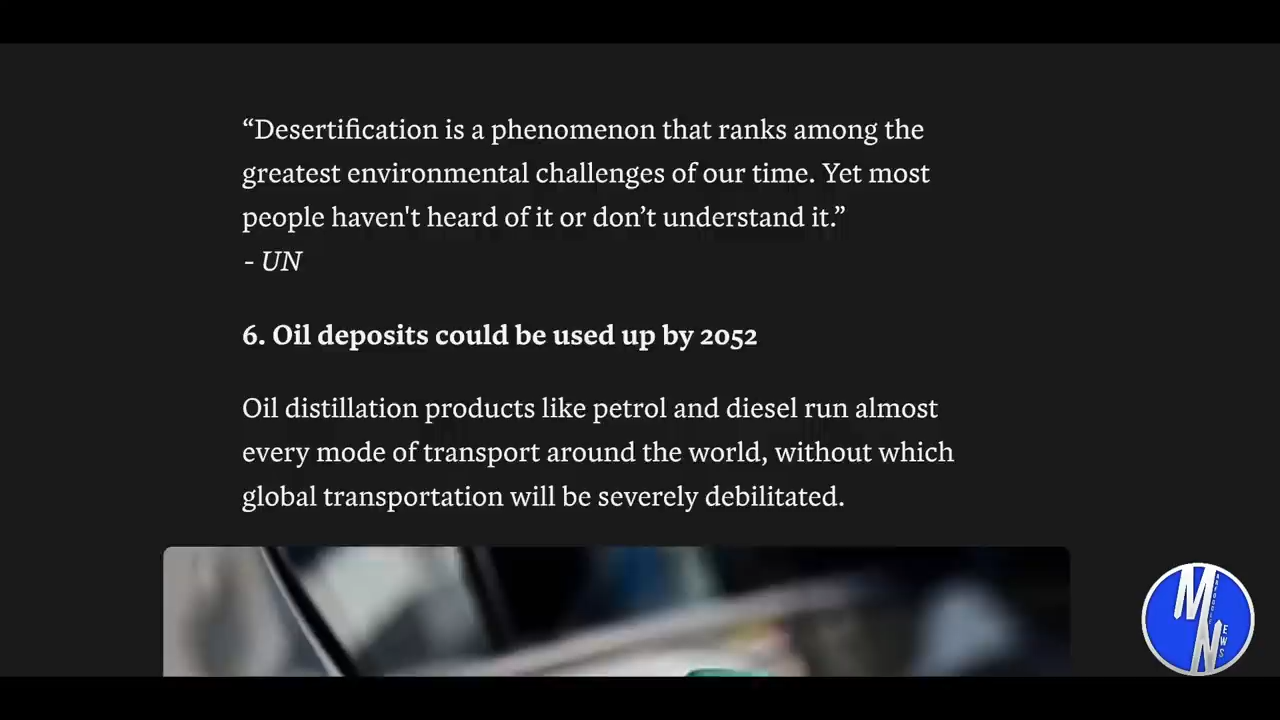 “Desertification is a phenomenon that ranks among the
greatest environmental challenges of our time. Yet most
people haven't heard of it or don’t understand it.”
- UN
6. Oil deposits could be used up by 2052
Oil distillation products like petrol and diesel run almost
every mode of transport around the world, without which
global transportation will be severely debilitated.
M
N
EWS